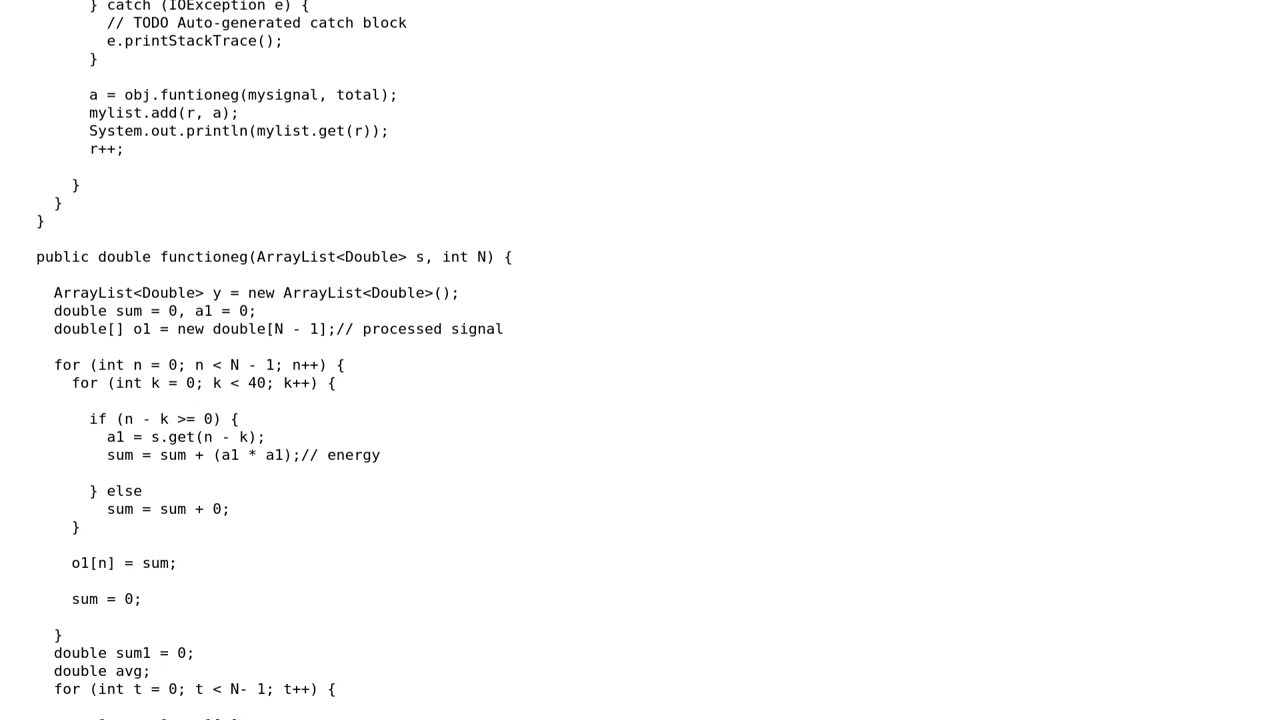 } catch (IOException e) {
// TODO Auto-generated catch block
e.printStackTrace();
}
a = obj.funtioneg(mysignal, total);
mylist.add(r, a);
System.out.println(mylist.get(r));
r++;
}
}
}
public double functioneg(ArrayList<Double> s, int N) {
ArrayList<Double> y = new ArrayList<Double>();
double sum = 0, a1 = 0;
double[] o1 = new double[N - 1];// processed signal
for (int n = 0; n < N - 1; n++) {
for (int k = 0; k < 40; k++) {
if (n - k >= 0) {
a1 = s.get(n - k);
sum = sum + (a1 * a1);// energy
} else
sum = sum + 0;
}
o1[n] = sum;
sum = 0;
}
double sum1 = 0;
double avg;
for (int t = 0; t < N- 1; t++) {